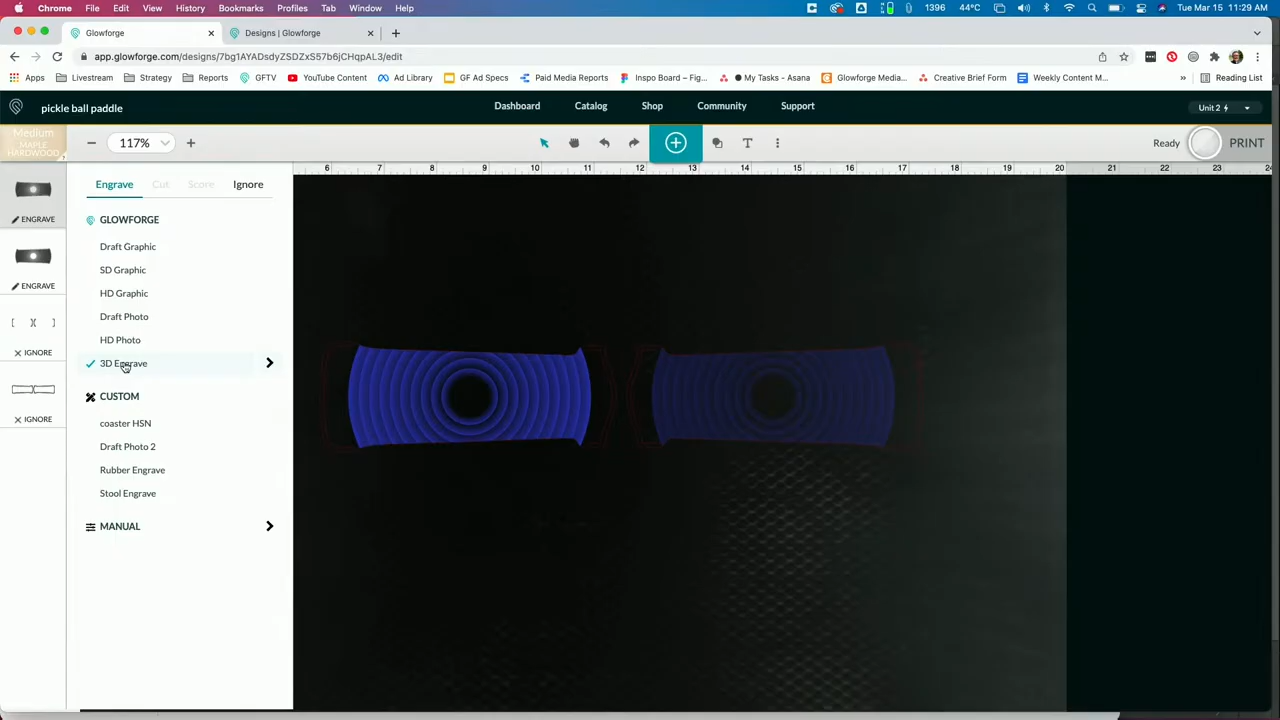 Chrome File Edit View History Bookmarks Profiles Tab Window Help 1396 44°C Tue Mar 15 11:29 AM
Glowforge Designs | Glowforge
app.glowforge.com/designs/7bg1AYADsdyZSDZxS57b6jCHqpAL3/edit
Apps Livestream Strategy Reports GFTV YouTube Content Ad Library GF Ad Specs Paid Media Reports Inspo Board – Fig... My Tasks - Asana Glowforge Media... Creative Brief Form Weekly Content M... » Reading List
pickle ball paddle Dashboard Catalog Shop Community Support Unit 2
Medium
MAPLE
HARDWOOD
117% Ready PRINT
6 7 8 9 10 11 12 13 14 15 16 17 18 19 20 21 22 23
ENGRAVE
ENGRAVE
IGNORE
IGNORE
Engrave Cut Score Ignore
GLOWFORGE
Draft Graphic
SD Graphic
HD Graphic
Draft Photo
HD Photo
3D Engrave
CUSTOM
coaster HSN
Draft Photo 2
Rubber Engrave
Stool Engrave
MANUAL